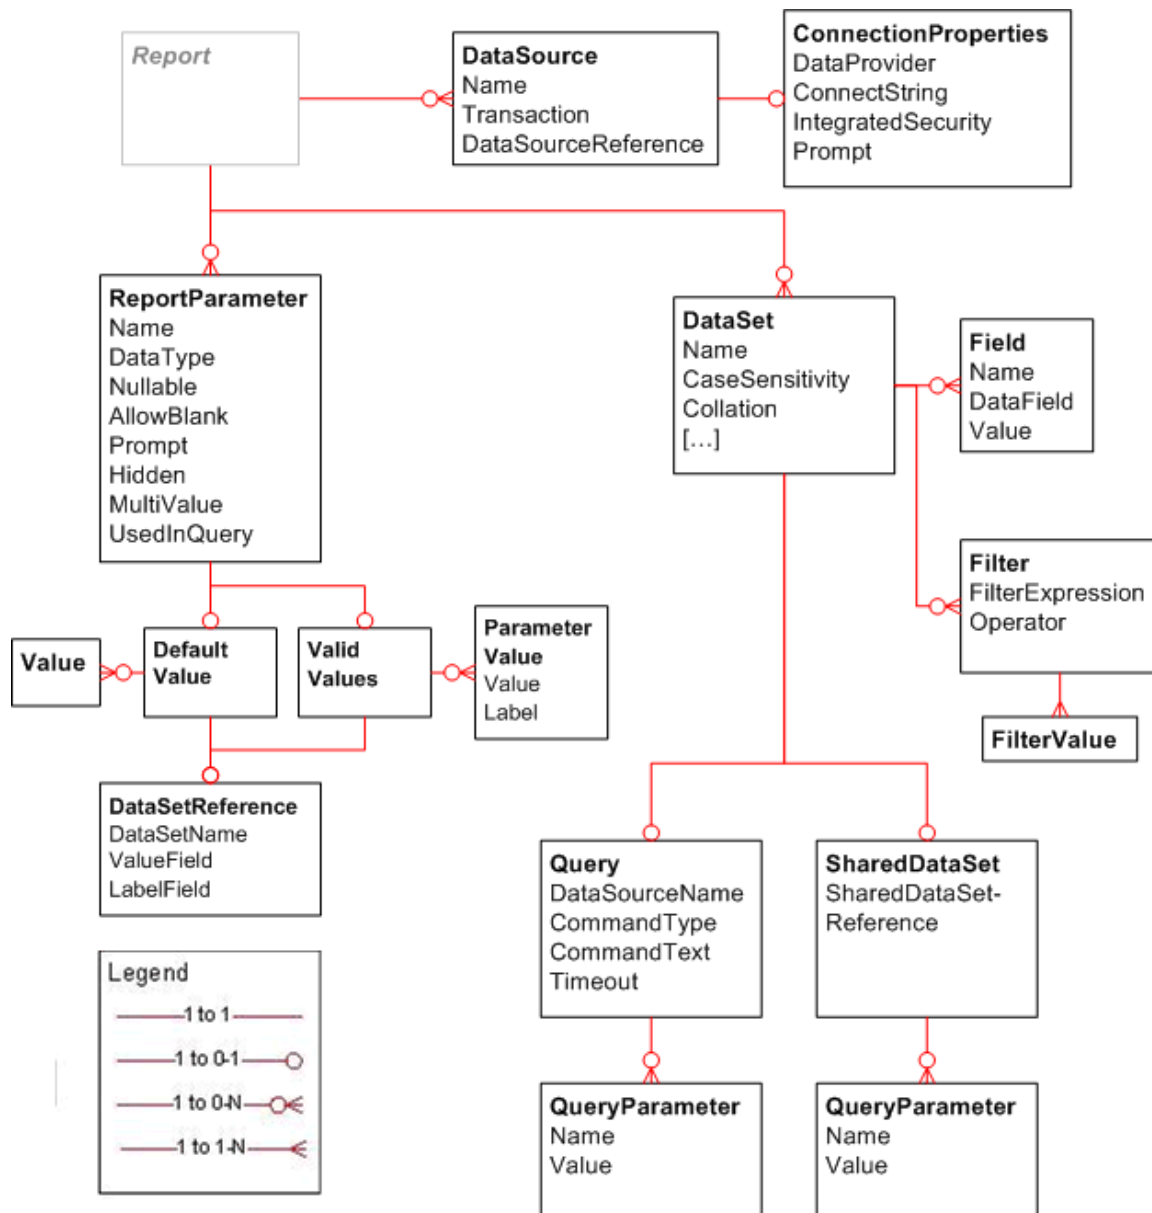 Report
DataSource
Name
Transaction
DataSourceReference
ConnectionProperties
DataProvider
ConnectString
IntegratedSecurity
Prompt
ReportParameter
Name
DataType
Nullable
AllowBlank
Prompt
Hidden
MultiValue
UsedInQuery
DataSet
Name
CaseSensitivity
Collation
[...]
Field
Name
DataField
Value
Filter
FilterExpression
Operator
FilterValue
Value
Default
Value
Valid
Values
Parameter
Value
Value
Label
DataSetReference
DataSetName
ValueField
LabelField
Query
DataSourceName
CommandType
CommandText
Timeout
SharedDataSet
SharedDataSet-
Reference
QueryParameter
Name
Value
QueryParameter
Name
Value
Legend
1 to 1
1 to 0-1
1 to 0-N
1 to 1-N